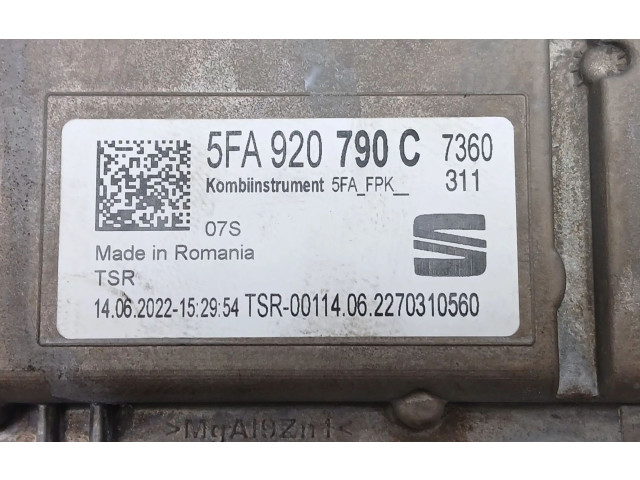 5FA 920 790 C 7360
Kombiinstrument 5FA_FPK__ 311
07S
Made in Romania
TSR
14.06.2022-15:29:54 TSR-00114.06.2270310560
>MgAl9Zn1<